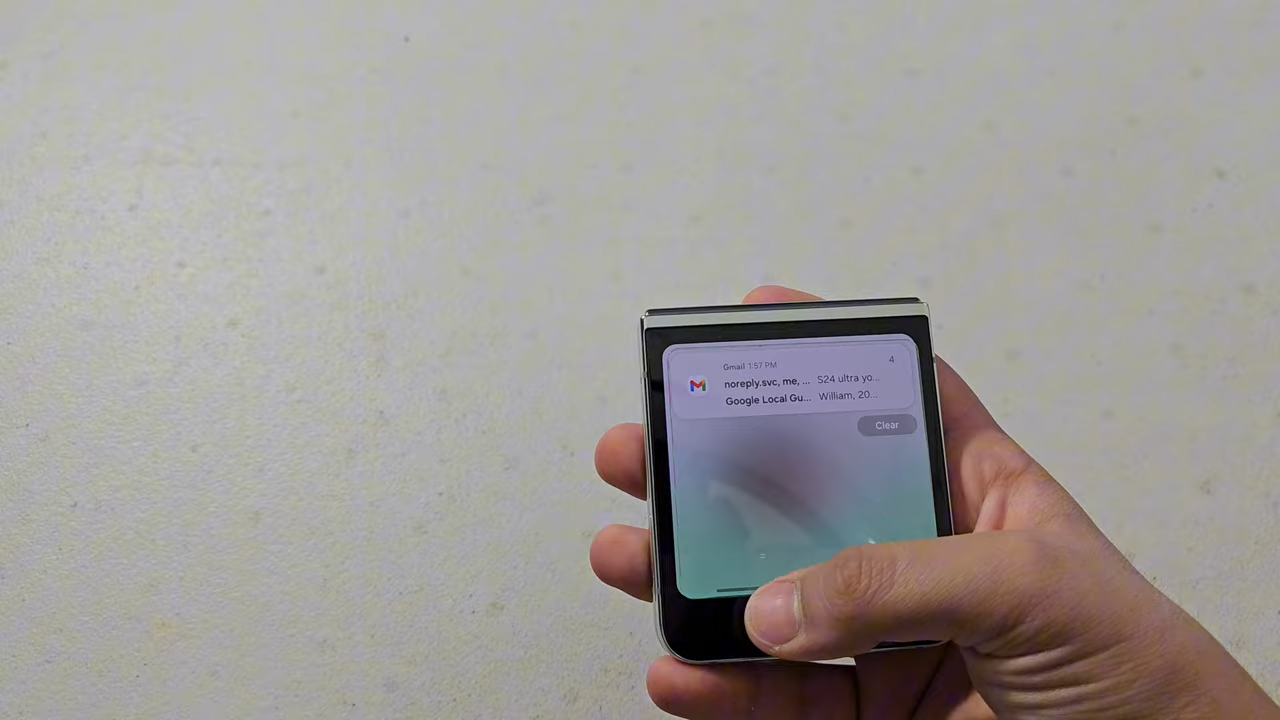 Gmail 1:57 PM
4
noreply.svc, me, ... S24 ultra yo...
Google Local Gu... William, 20...
Clear